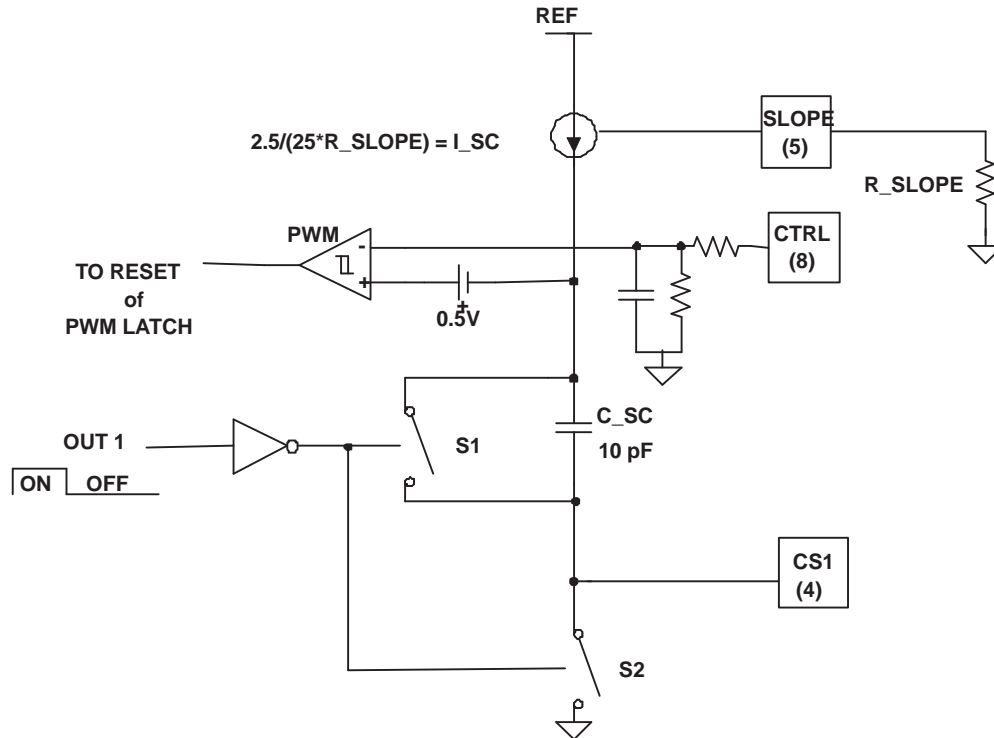 REF
2.5/(25*R_SLOPE) = I_SC
SLOPE
(5)
R_SLOPE
PWM
-
+
CTRL
(8)
TO RESET
of
PWM LATCH
+
0.5V
C_SC
10 pF
OUT 1
S1
ON OFF
CS1
(4)
S2